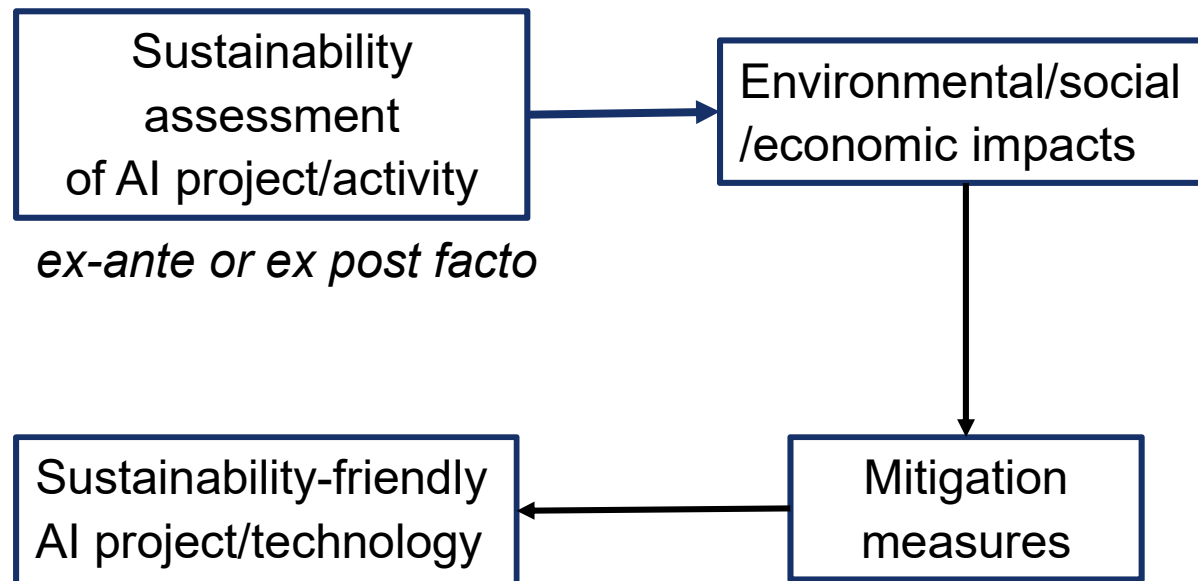 Sustainability
assessment
of AI project/activity
ex-ante or ex post facto
Environmental/social
/economic impacts
Mitigation
measures
Sustainability-friendly
AI project/technology